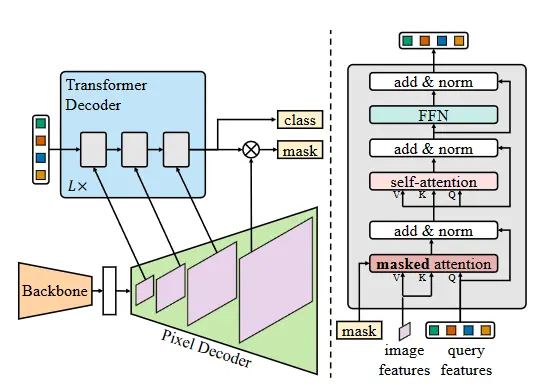 Transformer
Decoder
L×
class
mask
Backbone
Pixel Decoder
add & norm
FFN
add & norm
self-attention
V K Q
add & norm
masked attention
V K Q
mask
image
features
query
features